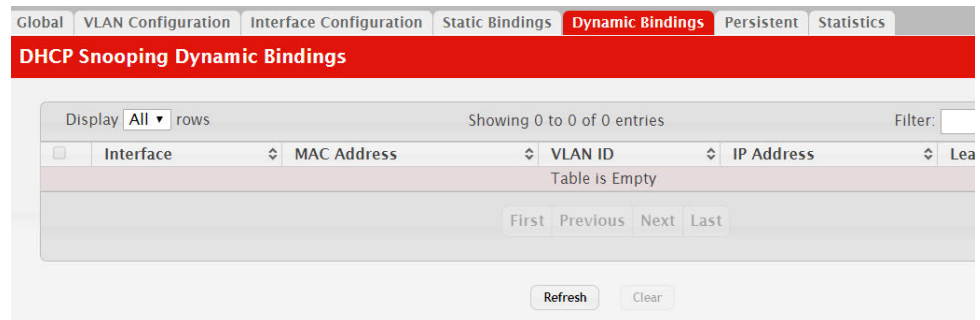 Global VLAN Configuration Interface Configuration Static Bindings Dynamic Bindings Persistent Statistics
DHCP Snooping Dynamic Bindings
Display All rows Showing 0 to 0 of 0 entries Filter:
Interface MAC Address VLAN ID IP Address Lea
Table is Empty
First Previous Next Last
Refresh Clear